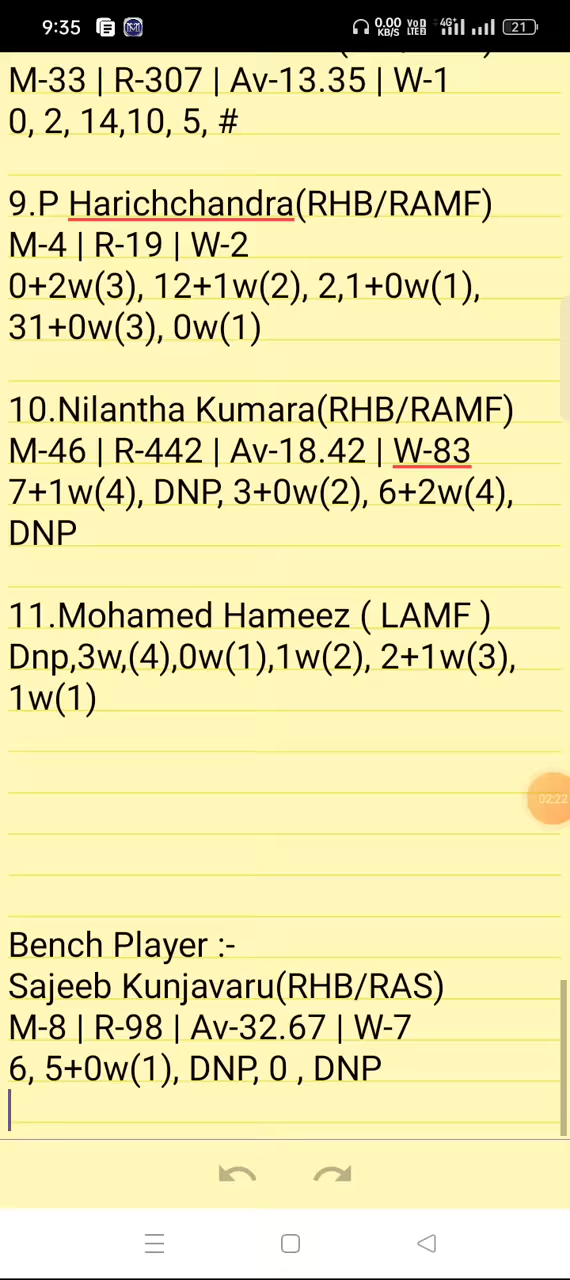 9:35 0.00 KB/S VoD LTE2 4G+ 21
M-33 | R-307 | Av-13.35 | W-1
0, 2, 14,10, 5, #
9.P Harichchandra(RHB/RAMF)
M-4 | R-19 | W-2
0+2w(3), 12+1w(2), 2,1+0w(1),
31+0w(3), 0w(1)
10.Nilantha Kumara(RHB/RAMF)
M-46 | R-442 | Av-18.42 | W-83
7+1w(4), DNP, 3+0w(2), 6+2w(4),
DNP
11.Mohamed Hameez ( LAMF )
Dnp,3w,(4),0w(1),1w(2), 2+1w(3),
1w(1)
02:22
Bench Player :-
Sajeeb Kunjavaru(RHB/RAS)
M-8 | R-98 | Av-32.67 | W-7
6, 5+0w(1), DNP, 0 , DNP